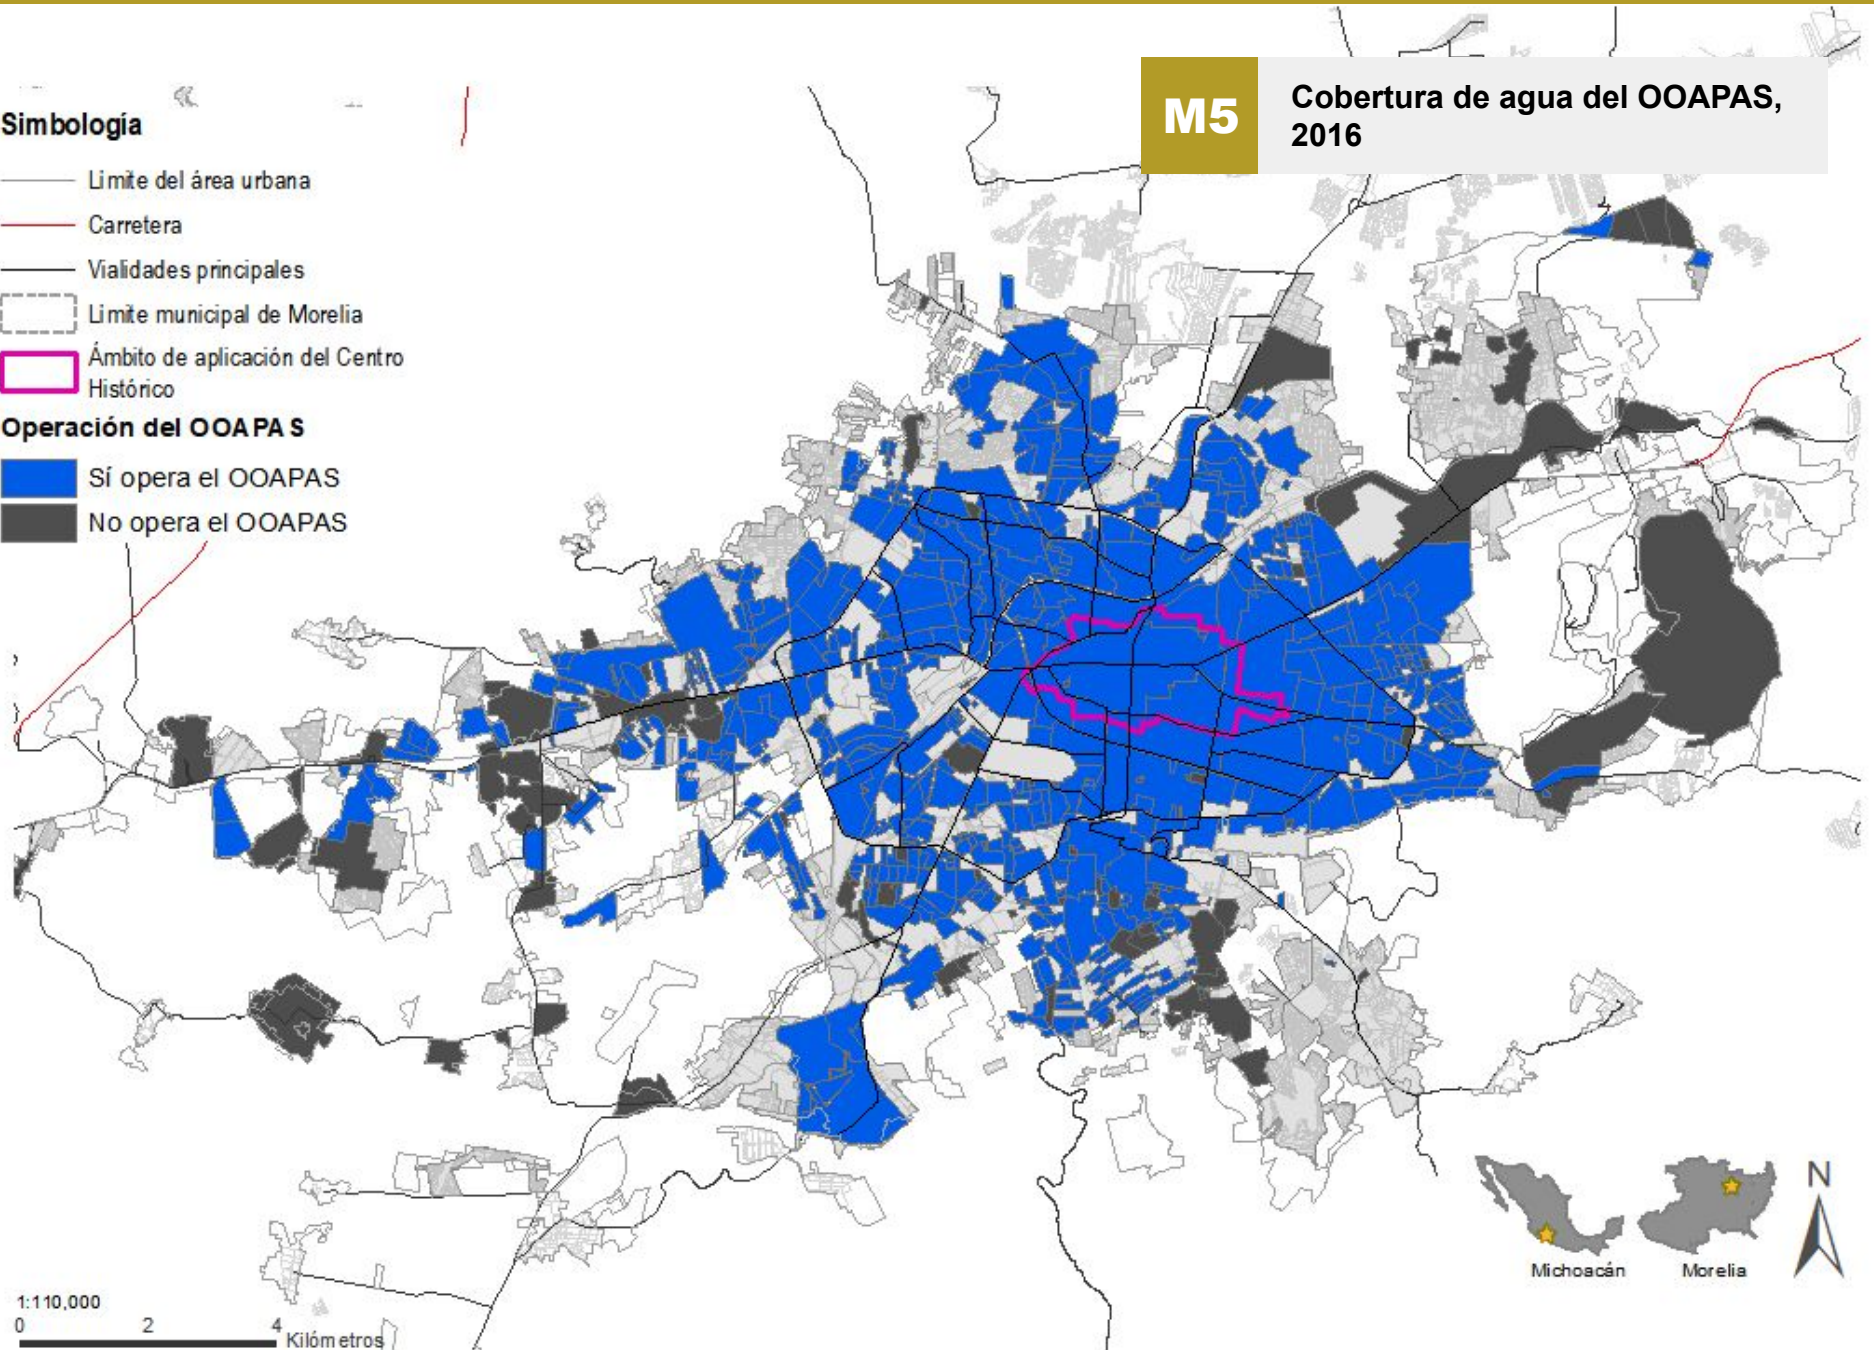 M5
Cobertura de agua del OOAPAS,
2016
Simbología
Limite del área urbana
Carretera
Vialidades principales
Limite municipal de Morelia
Ámbito de aplicación del Centro
Histórico
Operación del OOAPAS
Sí opera el OOAPAS
No opera el OOAPAS
N
Michoacán
Morelia
1:110,000
0 2 4
Kilómetros